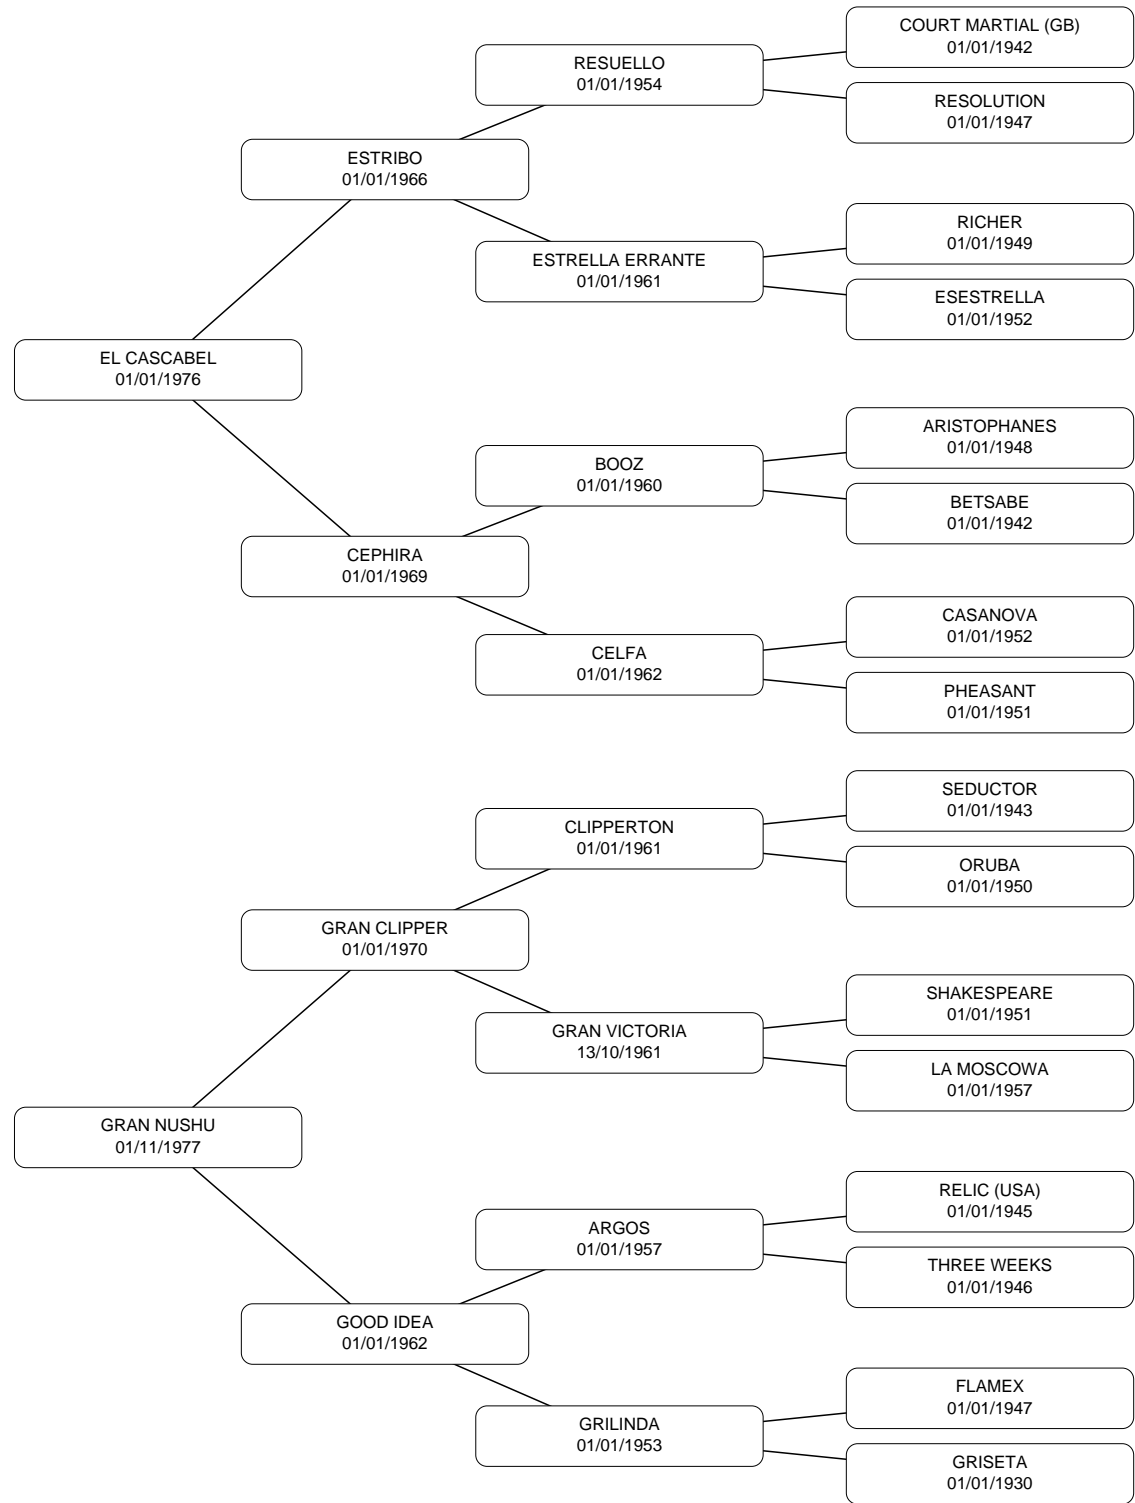 COURT MARTIAL (GB)
01/01/1942
RESUELLO
01/01/1954
RESOLUTION
01/01/1947
ESTRIBO
01/01/1966
RICHER
01/01/1949
ESTRELLA ERRANTE
01/01/1961
ESESTRELLA
01/01/1952
EL CASCABEL
01/01/1976
ARISTOPHANES
01/01/1948
BOOZ
01/01/1960
BETSABE
01/01/1942
CEPHIRA
01/01/1969
CASANOVA
01/01/1952
CELFA
01/01/1962
PHEASANT
01/01/1951
SEDUCTOR
01/01/1943
CLIPPERTON
01/01/1961
ORUBA
01/01/1950
GRAN CLIPPER
01/01/1970
SHAKESPEARE
01/01/1951
GRAN VICTORIA
13/10/1961
LA MOSCOWA
01/01/1957
GRAN NUSHU
01/11/1977
RELIC (USA)
01/01/1945
ARGOS
01/01/1957
THREE WEEKS
01/01/1946
GOOD IDEA
01/01/1962
FLAMEX
01/01/1947
GRILINDA
01/01/1953
GRISETA
01/01/1930